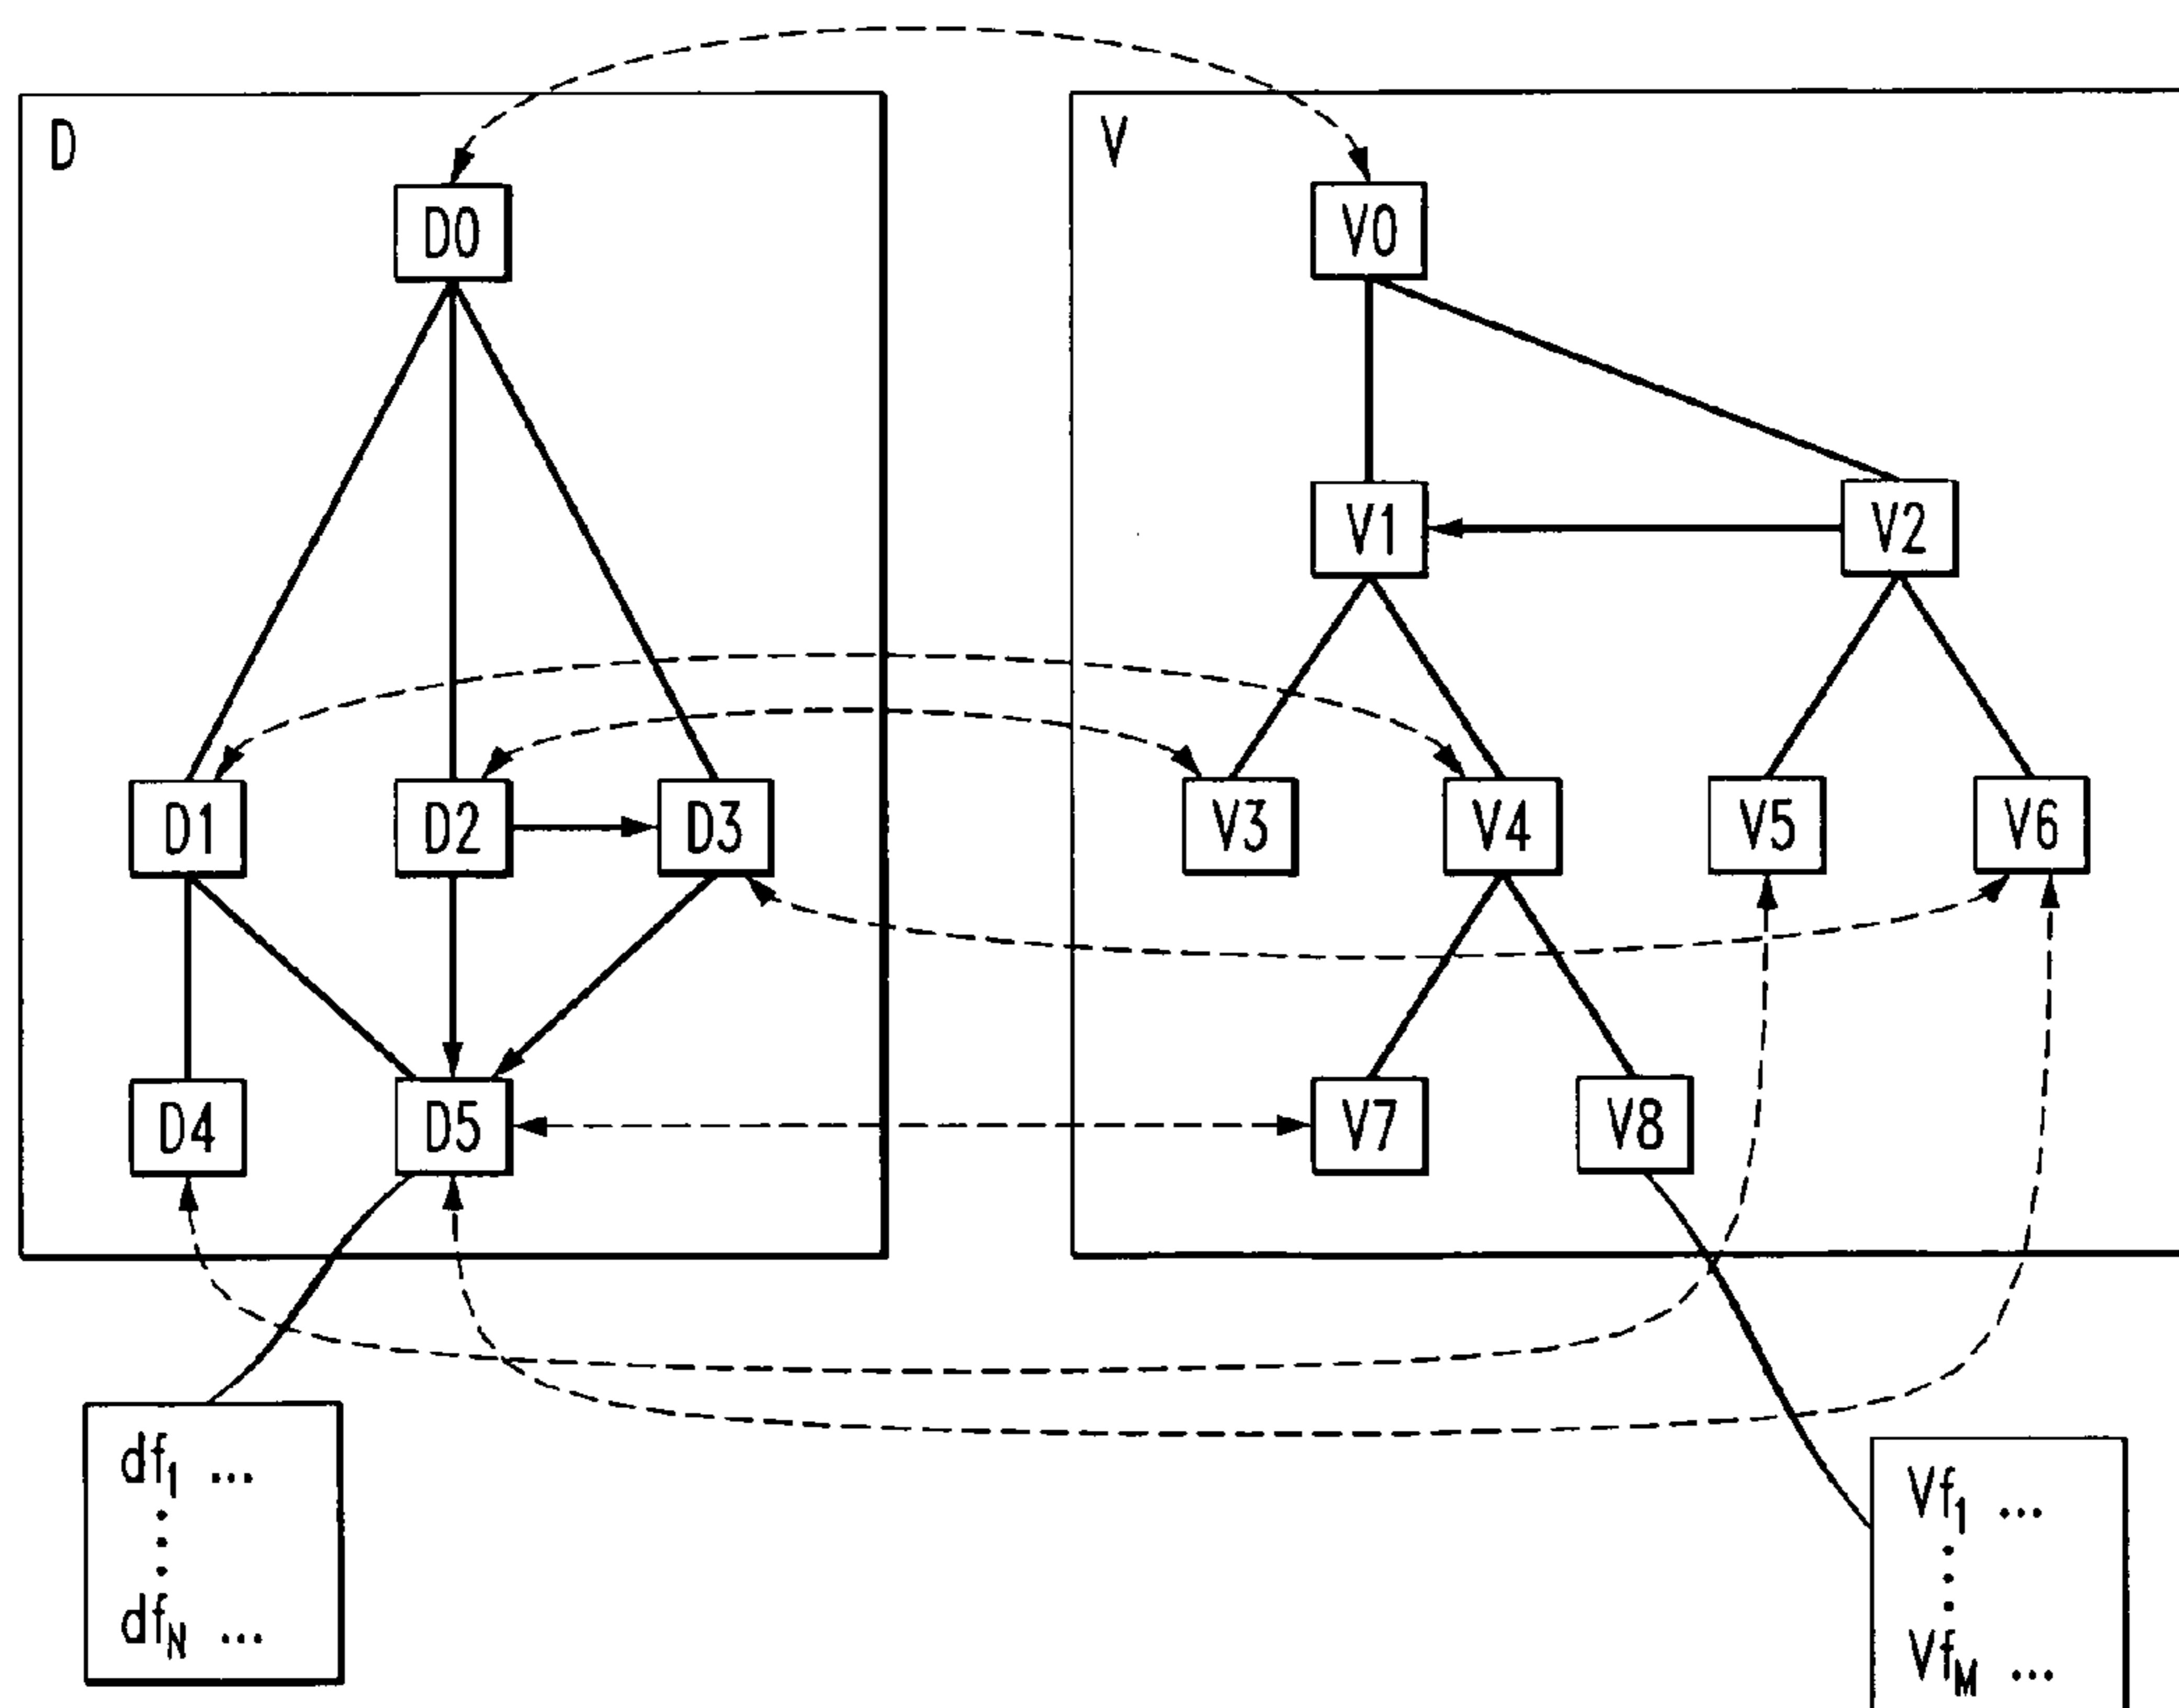 D
V
D0
V0
V1
V2
D1
D2
D3
V3
V4
V5
V6
D4
D5
V7
V8
df1 ...
dfN ...
Vf1 ...
VfM ...